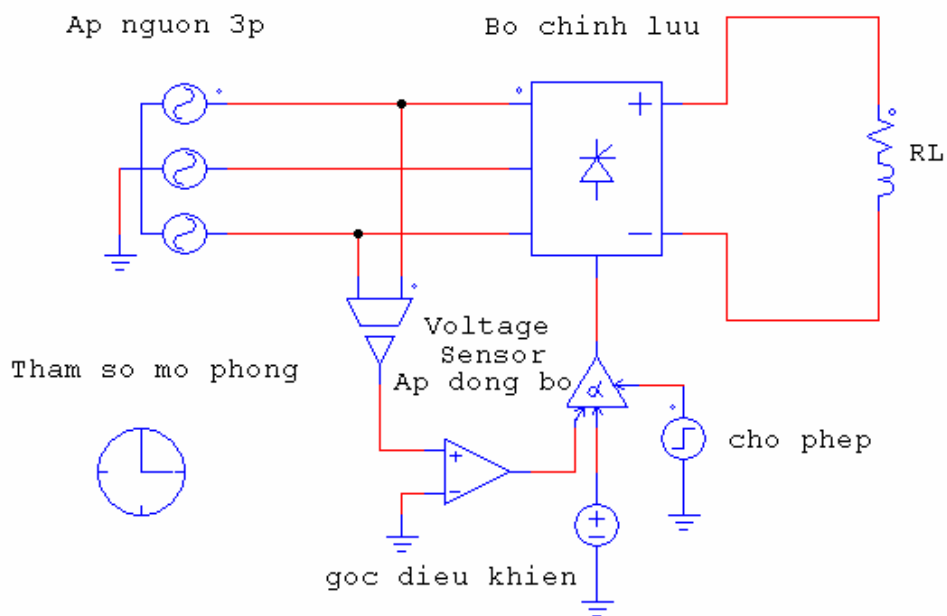 Ap nguon 3p
Bo chinh luu
RL
Voltage
Sensor
Ap dong bo
Tham so mo phong
α
cho phep
goc dieu khien